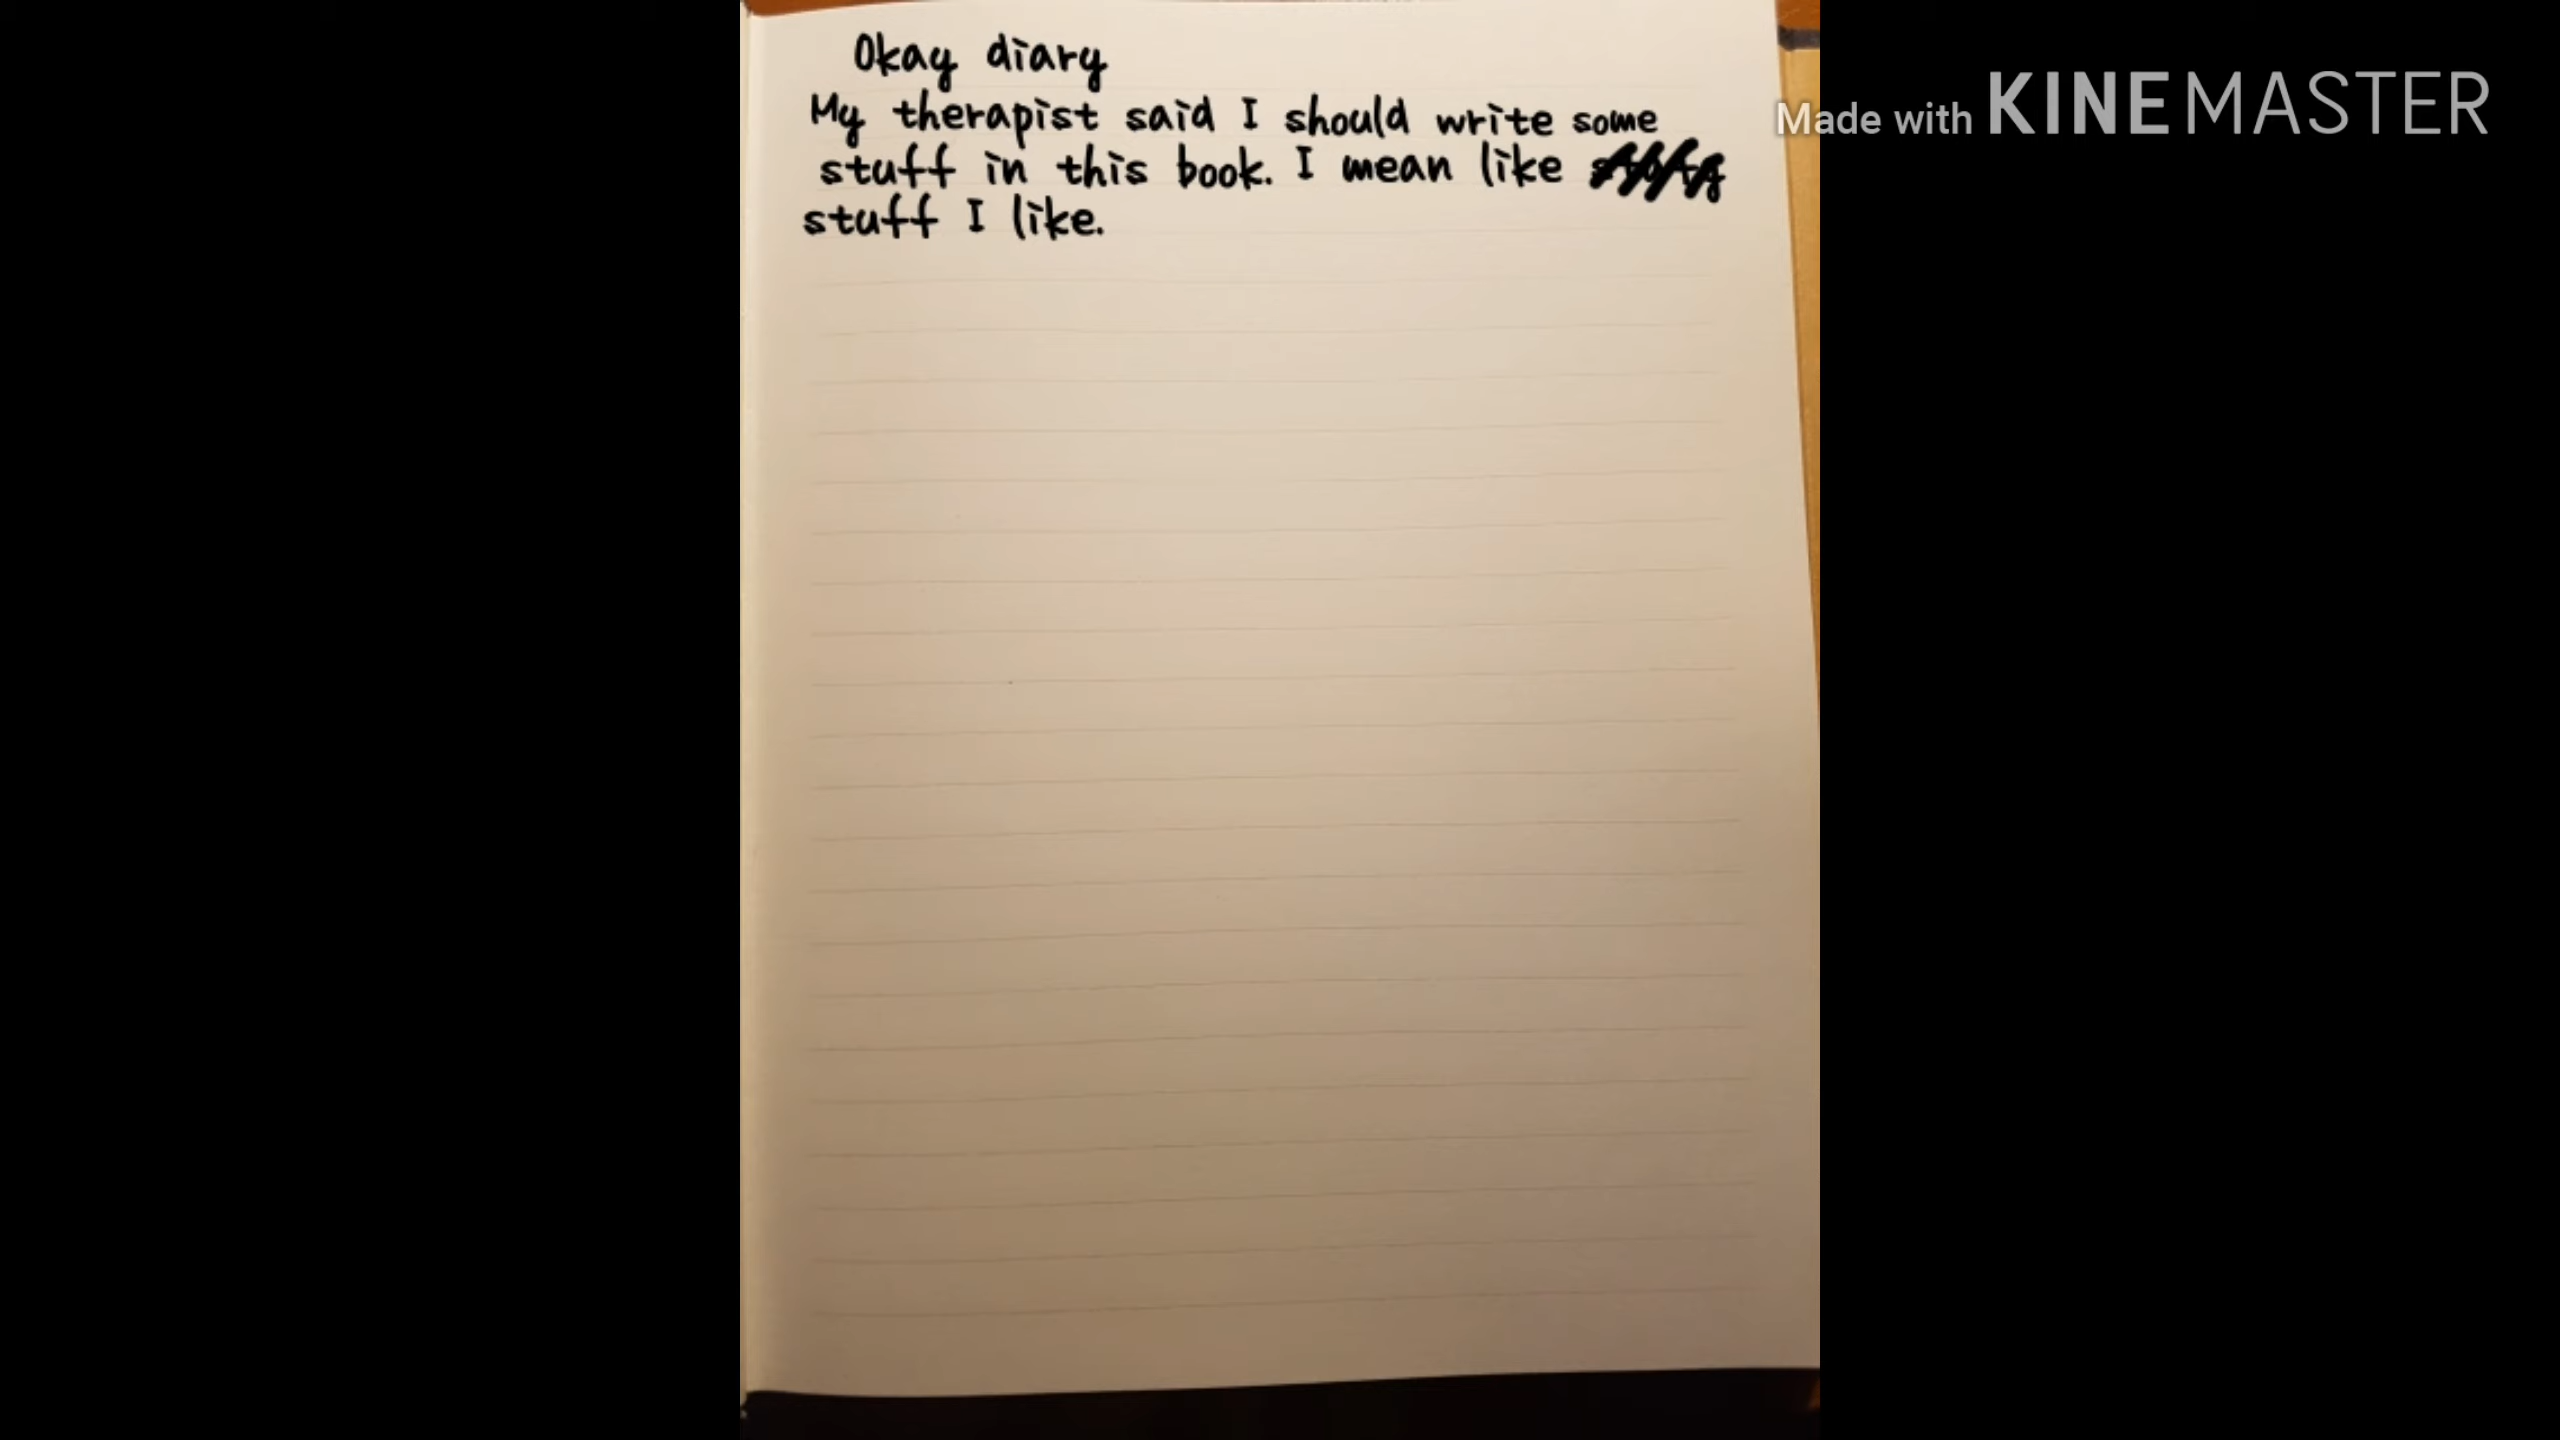 Okay diary
My therapist said I should write some
stuff in this book. I mean like
stuff I like.
Made with KINEMASTER